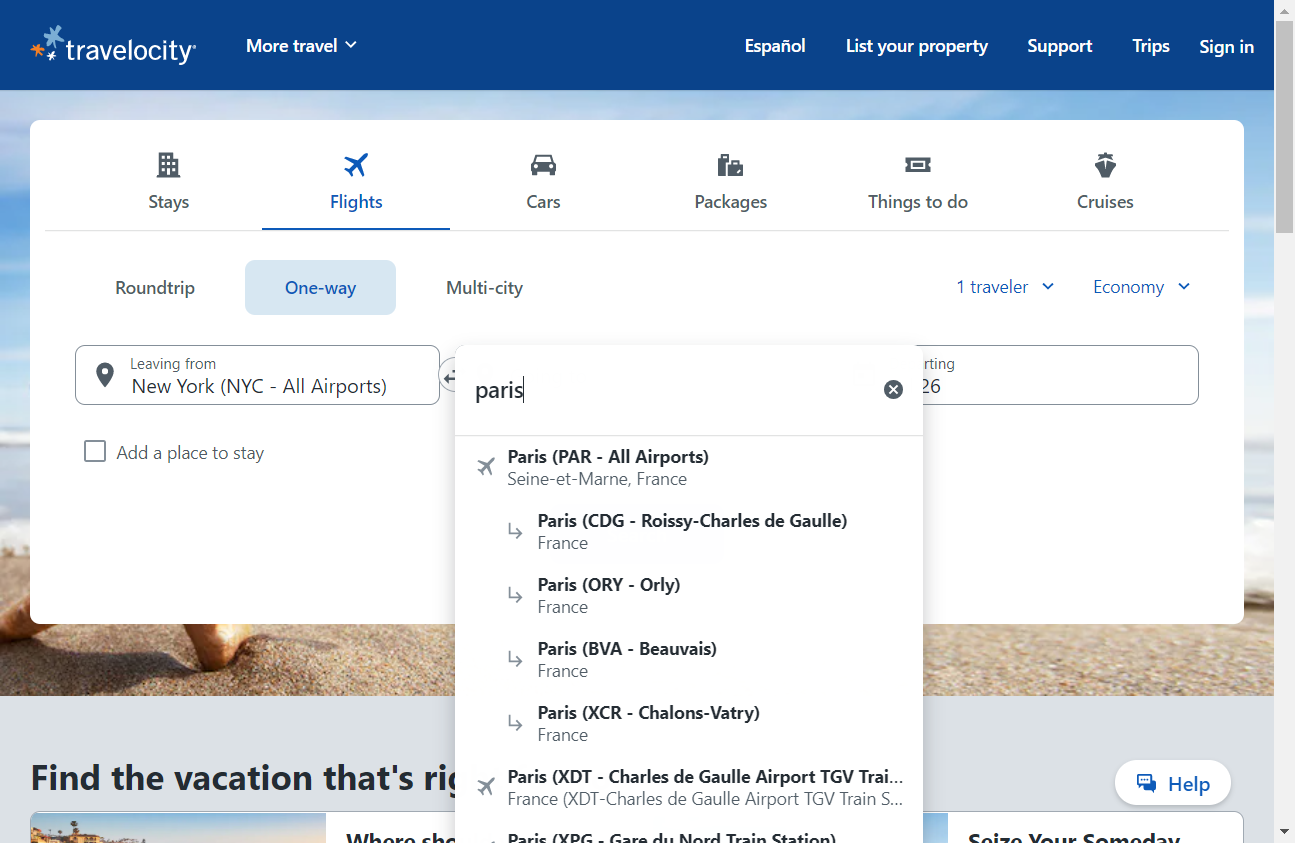 travelocity
More travel
Español
List your property
Support
Trips
Sign in
Stays
Flights
Cars
Packages
Things to do
Cruises
Roundtrip
One-way
Multi-city
1 traveler
Economy
Leaving from
New York (NYC - All Airports)
paris
rting
26
Add a place to stay
Paris (PAR - All Airports)
Seine-et-Marne, France
Paris (CDG - Roissy-Charles de Gaulle)
France
Paris (ORY - Orly)
France
Paris (BVA - Beauvais)
France
Paris (XCR - Chalons-Vatry)
France
Paris (XDT - Charles de Gaulle Airport TGV Trai...
France (XDT-Charles de Gaulle Airport TGV Train S...
Paris (XPG - Gare du Nord Train Station)
Find the vacation that's rig
Help
Where sho
Seize Your Someday